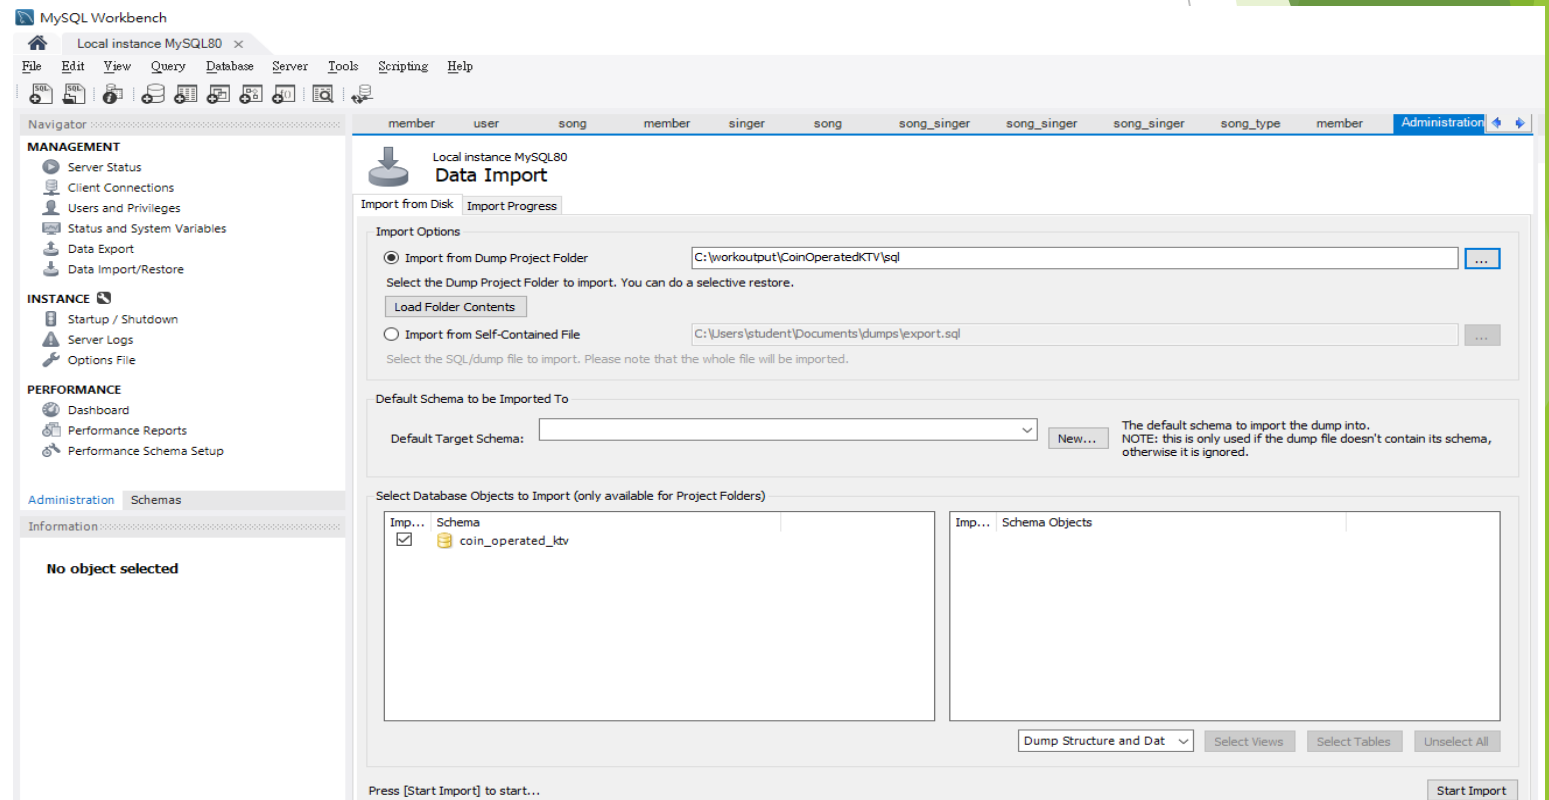 MySQL Workbench
Local instance MySQL80 ×
File Edit View Query Database Server Tools Scripting Help
Navigator
MANAGEMENT
Server Status
Client Connections
Users and Privileges
Status and System Variables
Data Export
Data Import/Restore
INSTANCE
Startup / Shutdown
Server Logs
Options File
PERFORMANCE
Dashboard
Performance Reports
Performance Schema Setup
Administration Schemas
Information
No object selected
member user song member singer song song_singer song_singer song_singer song_type member Administration
Local instance MySQL80
Data Import
Import from Disk Import Progress
Import Options
Import from Dump Project Folder C:\workoutput\CoinOperatedKTV\sql ...
Select the Dump Project Folder to import. You can do a selective restore.
Load Folder Contents
Import from Self-Contained File C:\Users\student\Documents\dumps\export.sql ...
Select the SQL/dump file to import. Please note that the whole file will be imported.
Default Schema to be Imported To
Default Target Schema: New...
The default schema to import the dump into.
NOTE: this is only used if the dump file doesn't contain its schema,
otherwise it is ignored.
Select Database Objects to Import (only available for Project Folders)
Imp... Schema
coin_operated_ktv
Imp... Schema Objects
Dump Structure and Dat Select Views Select Tables Unselect All
Press [Start Import] to start... Start Import